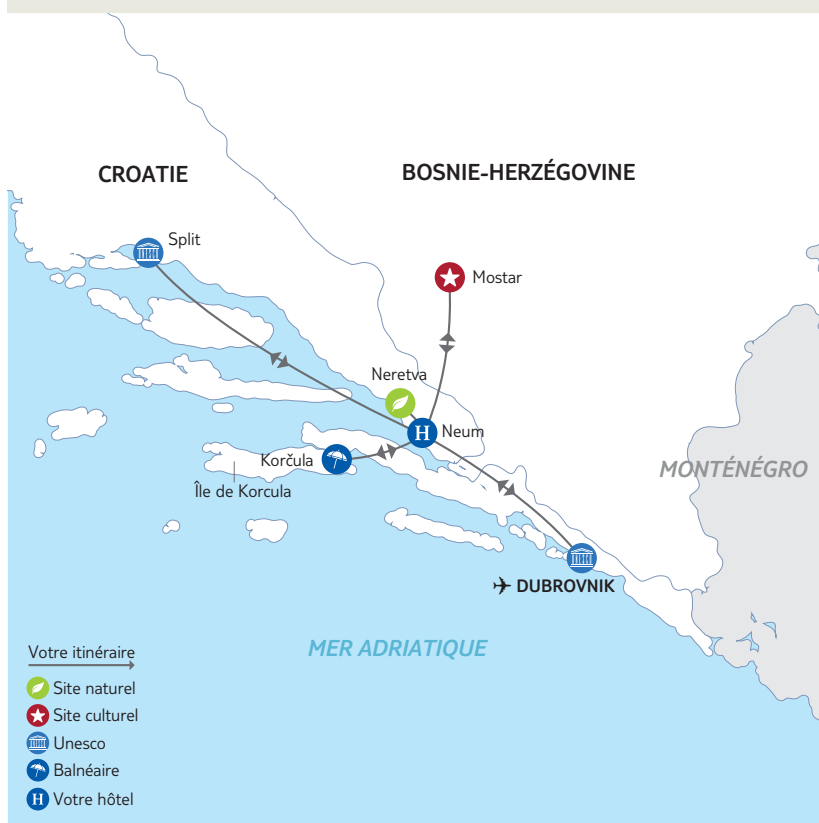 CROATIE
BOSNIE-HERZÉGOVINE
Split
Mostar
Neretva
Neum
Korčula
Île de Korcula
MONTÉNÉGRO
DUBROVNIK
MER ADRIATIQUE
Votre itinéraire
Site naturel
Site culturel
Unesco
Balnéaire
H Votre hôtel
H